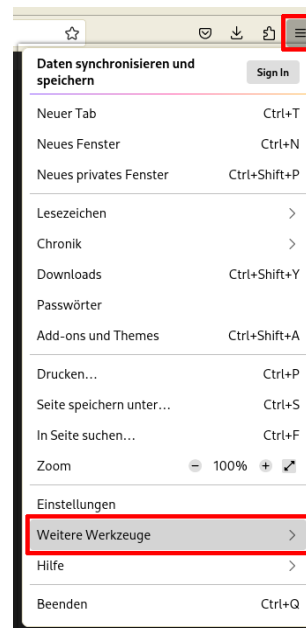 Daten synchronisieren und
speichern
Sign In
Neuer Tab Ctrl+T
Neues Fenster Ctrl+N
Neues privates Fenster Ctrl+Shift+P
Lesezeichen
Chronik
Downloads Ctrl+Shift+Y
Passwörter
Add-ons und Themes Ctrl+Shift+A
Drucken... Ctrl+P
Seite speichern unter... Ctrl+S
In Seite suchen... Ctrl+F
Zoom 100%
Einstellungen
Weitere Werkzeuge
Hilfe
Beenden Ctrl+Q